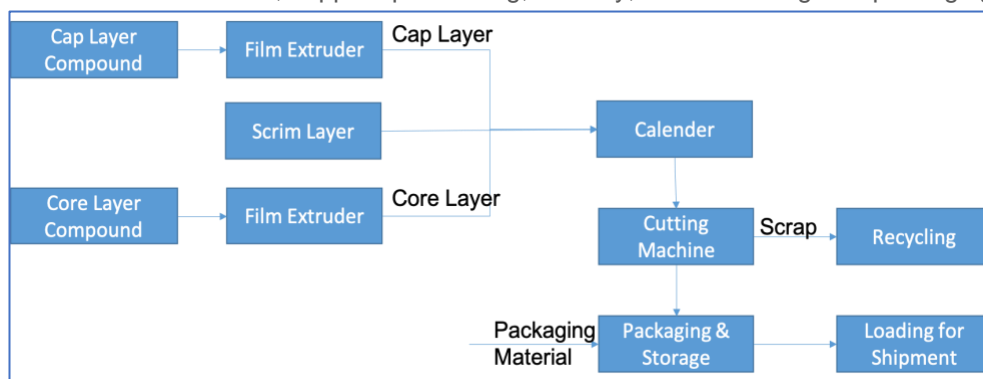 Cap Layer
Compound
Film Extruder
Cap Layer
Scrim Layer
Calender
Core Layer
Compound
Film Extruder
Core Layer
Cutting
Machine
Scrap
Recycling
Packaging
Material
Packaging &
Storage
Loading for
Shipment